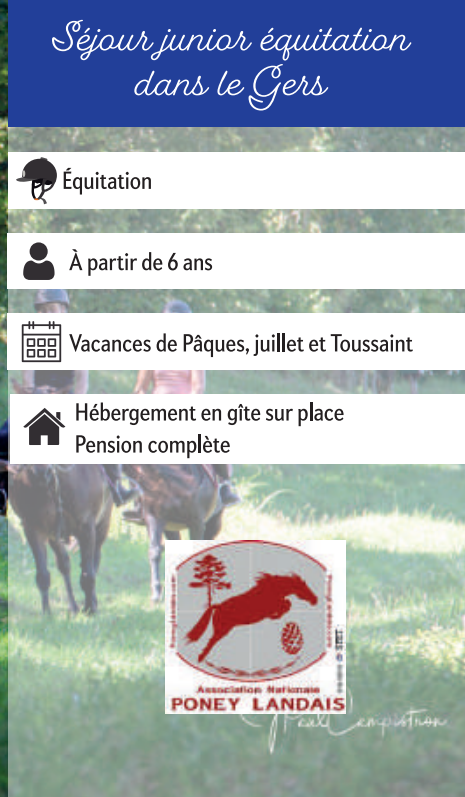 Séjour junior équitation
dans le Gers
Équitation
À partir de 6 ans
Vacances de Pâques, juillet et Toussaint
Hébergement en gîte sur place
Pension complète
Association Nationale
PONEY LANDAIS